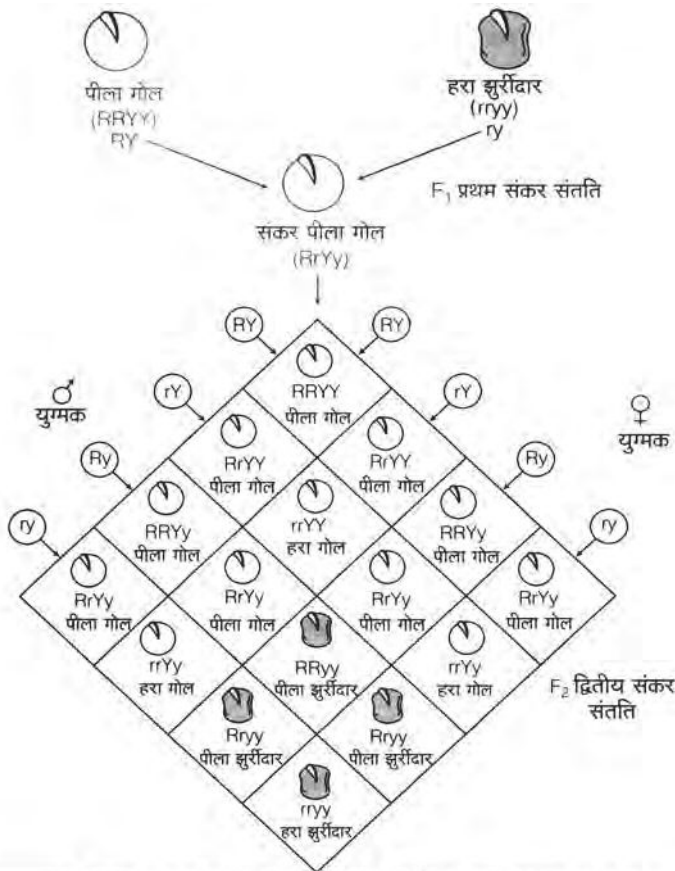 पीला गोल
(RRYY)
RY
हरा झुर्रीदार
(rryy)
ry
F₁ प्रथम संकर संतति
संकर पीला गोल
(RrYy)
RY
RY
♂
युग्मक
♀
युग्मक
rY
rY
Ry
Ry
ry
ry
RRYY
पीला गोल
RrYY
पीला गोल
RrYY
पीला गोल
RRYy
पीला गोल
rrYY
हरा गोल
RRYy
पीला गोल
RrYy
पीला गोल
RrYy
पीला गोल
RrYy
पीला गोल
RrYy
पीला गोल
rrYy
हरा गोल
RRyy
पीला झुर्रीदार
rrYy
हरा गोल
F₂ द्वितीय संकर
संतति
Rryy
पीला झुर्रीदार
Rryy
पीला झुर्रीदार
rryy
हरा झुर्रीदार